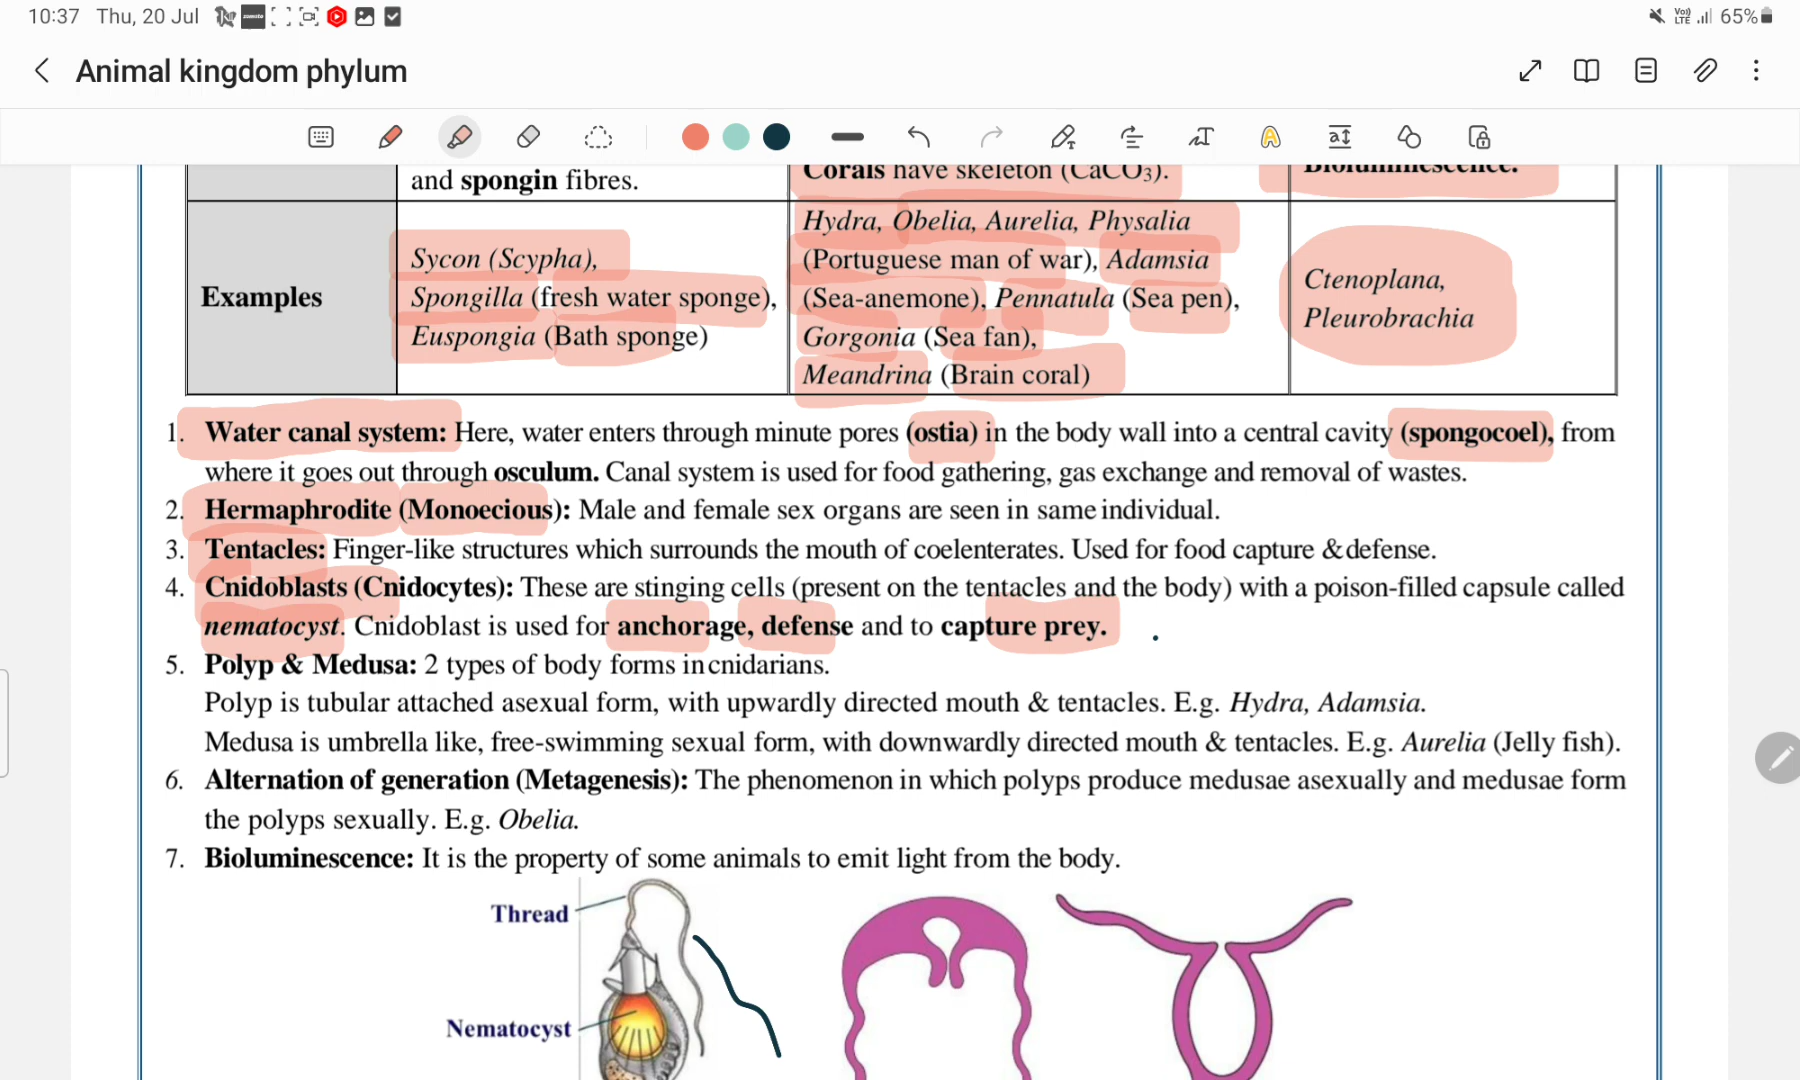 10:37 Thu, 20 Jul
65%
Animal kingdom phylum
and spongin fibres.
Corals have skeleton (CaCO₃).
Bioluminescence.
Examples
Sycon (Scypha),
Spongilla (fresh water sponge),
Euspongia (Bath sponge)
Hydra, Obelia, Aurelia, Physalia
(Portuguese man of war), Adamsia
(Sea-anemone), Pennatula (Sea pen),
Gorgonia (Sea fan),
Meandrina (Brain coral)
Ctenoplana,
Pleurobrachia
1. Water canal system: Here, water enters through minute pores (ostia) in the body wall into a central cavity (spongocoel), from
where it goes out through osculum. Canal system is used for food gathering, gas exchange and removal of wastes.
2. Hermaphrodite (Monoecious): Male and female sex organs are seen in same individual.
3. Tentacles: Finger-like structures which surrounds the mouth of coelenterates. Used for food capture & defense.
4. Cnidoblasts (Cnidocytes): These are stinging cells (present on the tentacles and the body) with a poison-filled capsule called
nematocyst. Cnidoblast is used for anchorage, defense and to capture prey.
5. Polyp & Medusa: 2 types of body forms in cnidarians.
Polyp is tubular attached asexual form, with upwardly directed mouth & tentacles. E.g. Hydra, Adamsia.
Medusa is umbrella like, free-swimming sexual form, with downwardly directed mouth & tentacles. E.g. Aurelia (Jelly fish).
6. Alternation of generation (Metagenesis): The phenomenon in which polyps produce medusae asexually and medusae form
the polyps sexually. E.g. Obelia.
7. Bioluminescence: It is the property of some animals to emit light from the body.
Thread
Nematocyst